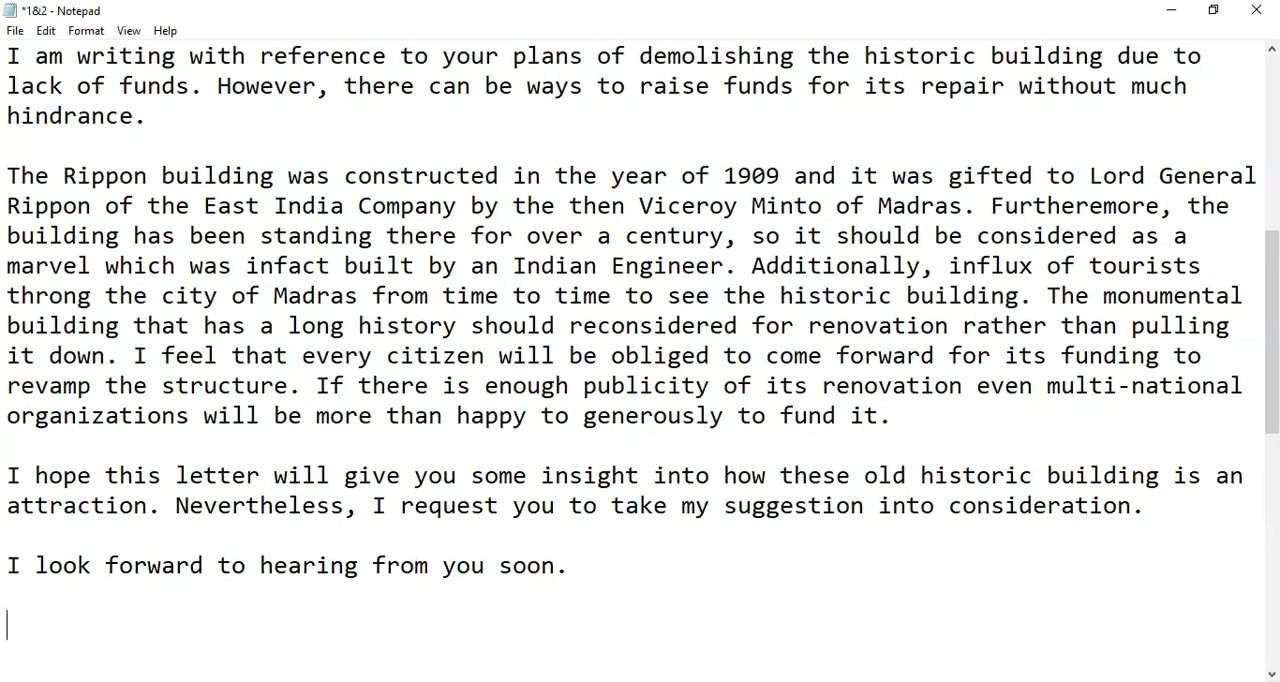 *1&2 - Notepad
File Edit Format View Help
I am writing with reference to your plans of demolishing the historic building due to
lack of funds. However, there can be ways to raise funds for its repair without much
hindrance.
The Rippon building was constructed in the year of 1909 and it was gifted to Lord General
Rippon of the East India Company by the then Viceroy Minto of Madras. Furtheremore, the
building has been standing there for over a century, so it should be considered as a
marvel which was infact built by an Indian Engineer. Additionally, influx of tourists
throng the city of Madras from time to time to see the historic building. The monumental
building that has a long history should reconsidered for renovation rather than pulling
it down. I feel that every citizen will be obliged to come forward for its funding to
revamp the structure. If there is enough publicity of its renovation even multi-national
organizations will be more than happy to generously to fund it.
I hope this letter will give you some insight into how these old historic building is an
attraction. Nevertheless, I request you to take my suggestion into consideration.
I look forward to hearing from you soon.